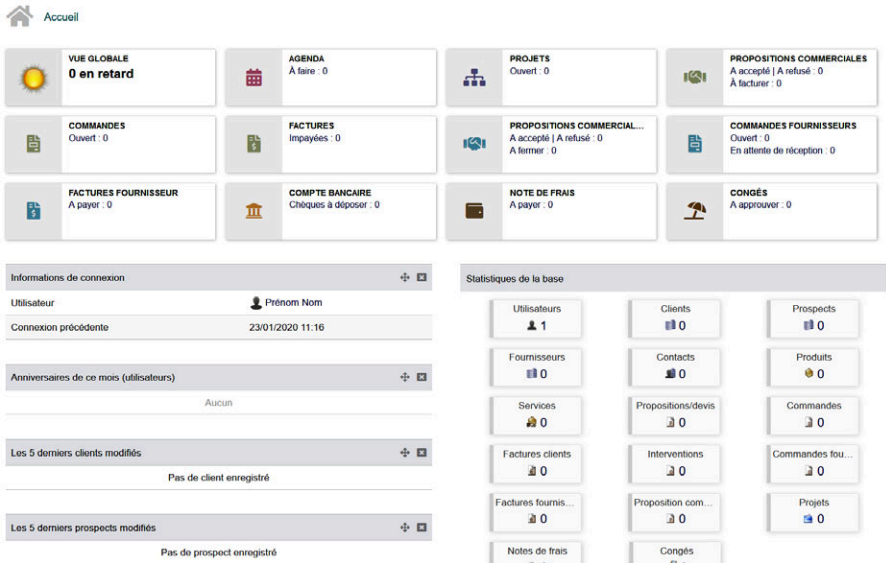 Accueil
VUE GLOBALE
0 en retard
AGENDA
À faire : 0
PROJETS
Ouvert : 0
PROPOSITIONS COMMERCIALES
A accepté | A refusé : 0
À facturer : 0
COMMANDES
Ouvert : 0
FACTURES
Impayées : 0
PROPOSITIONS COMMERCIAL...
A accepté | A refusé : 0
A fermer : 0
COMMANDES FOURNISSEURS
Ouvert : 0
En attente de réception : 0
FACTURES FOURNISSEUR
A payer : 0
COMPTE BANCAIRE
Chèques à déposer : 0
NOTE DE FRAIS
A payer : 0
CONGÉS
A approuver : 0
Informations de connexion
Utilisateur
Prénom Nom
Connexion précédente
23/01/2020 11:16
Anniversaires de ce mois (utilisateurs)
Aucun
Les 5 derniers clients modifiés
Pas de client enregistré
Les 5 derniers prospects modifiés
Pas de prospect enregistré
Statistiques de la base
Utilisateurs
1
Clients
0
Prospects
0
Fournisseurs
0
Contacts
0
Produits
0
Services
0
Propositions/devis
0
Commandes
0
Factures clients
0
Interventions
0
Commandes fou...
0
Factures fournis...
0
Proposition com...
0
Projets
0
Notes de frais
Congés